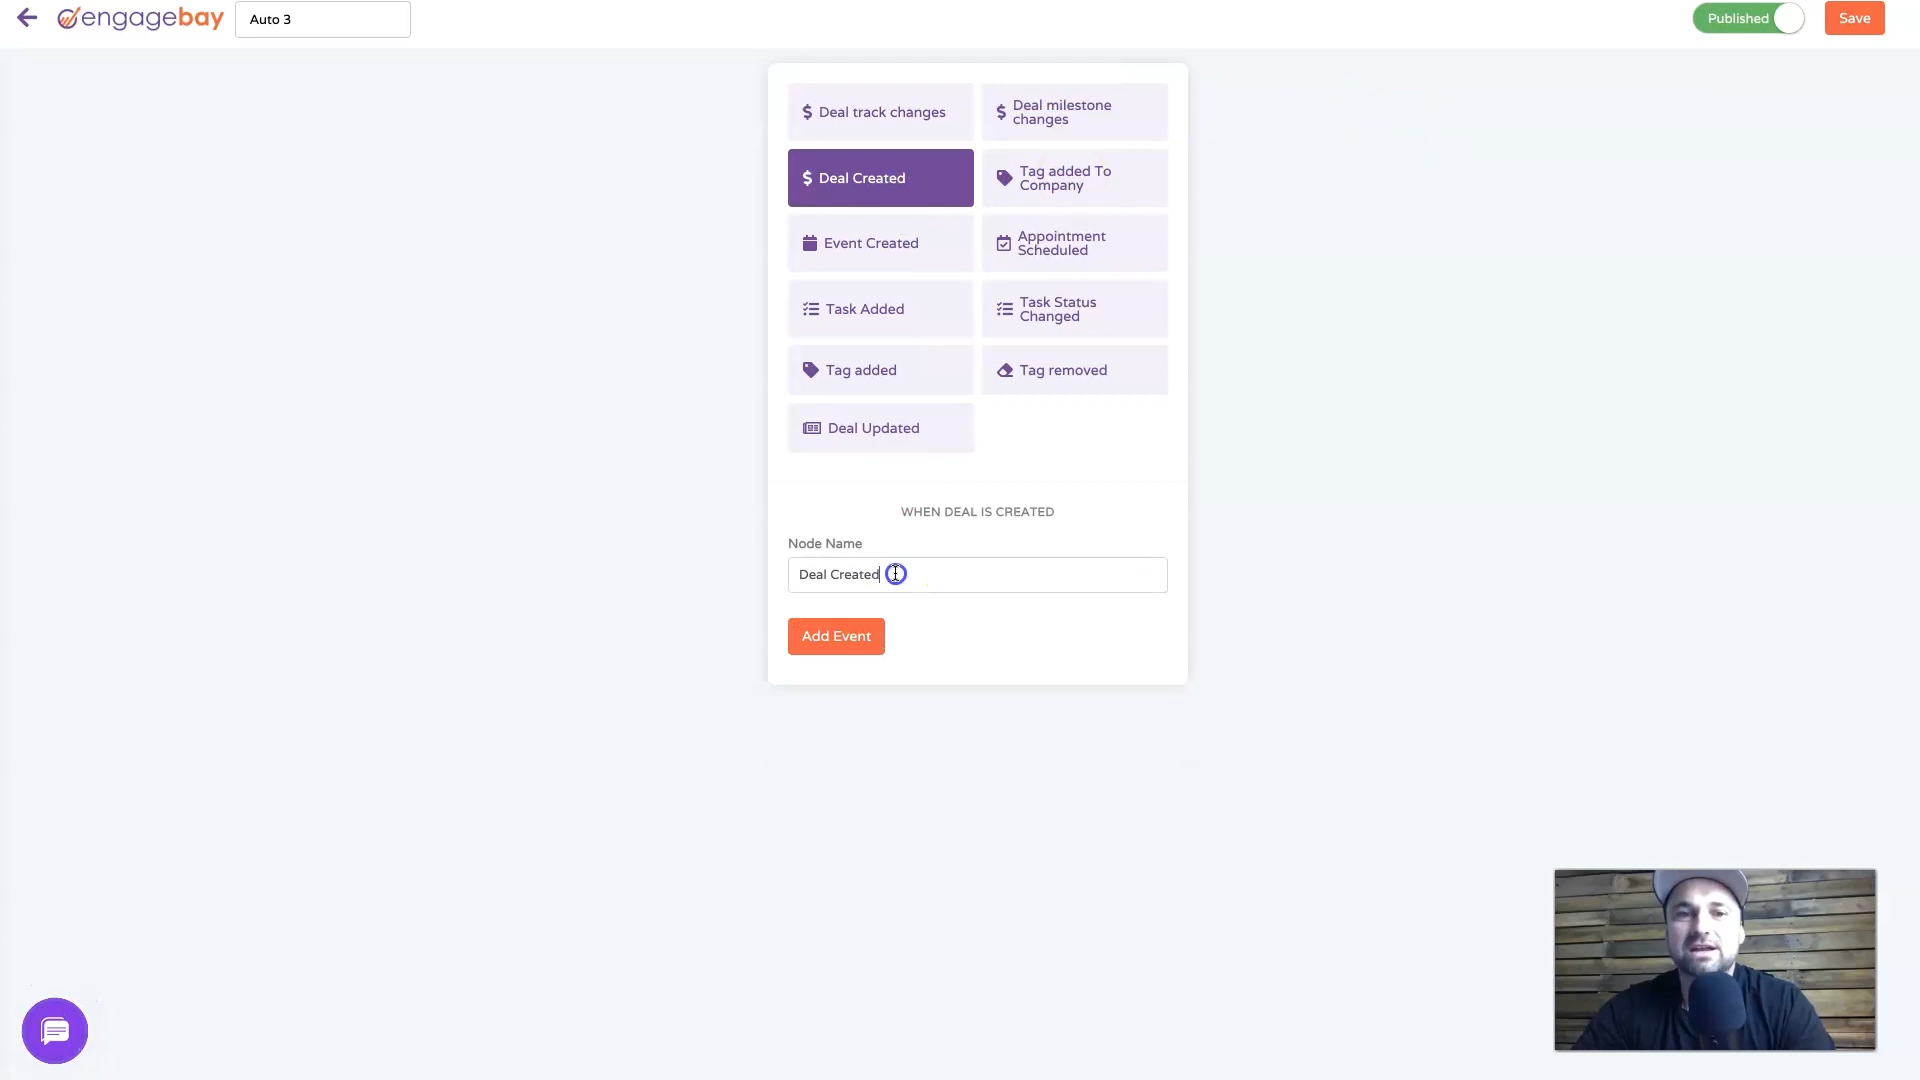 engagebay
Auto 3
Published
Save
Deal track changes
Deal milestone
changes
Deal Created
Tag added To
Company
Event Created
Appointment
Scheduled
Task Added
Task Status
Changed
Tag added
Tag removed
Deal Updated
WHEN DEAL IS CREATED
Node Name
Deal Created
Add Event